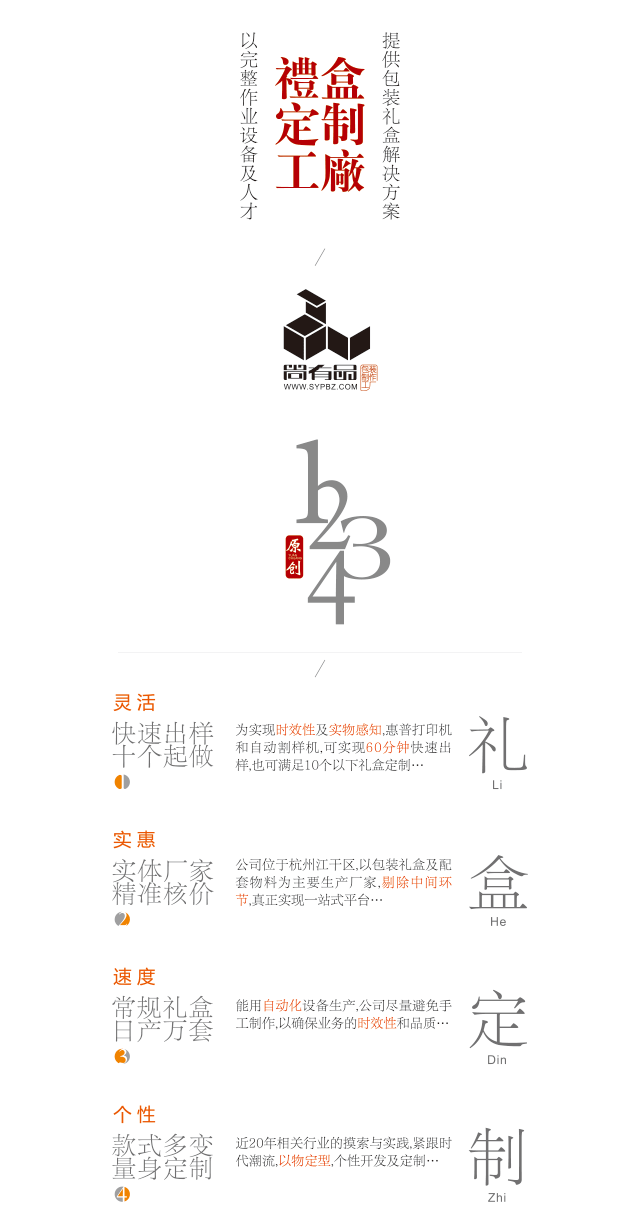 提供包装礼盒解决方案
盒制廠
禮定工
以完整作业设备及人才
尚有品
包装制作工厂
WWW.SYPBZ.COM
1
2
3
4
原创
灵活
快速出样
十个起做
1
为实现时效性及实物感知,惠普打印机
和自动割样机,可实现60分钟快速出
样,也可满足10个以下礼盒定制…
礼
Li
实惠
实体厂家
精准核价
2
公司位于杭州江干区,以包装礼盒及配
套物料为主要生产厂家,剔除中间环
节,真正实现一站式平台…
盒
He
速度
常规礼盒
日产万套
3
能用自动化设备生产,公司尽量避免手
工制作,以确保业务的时效性和品质…
定
Din
个性
款式多变
量身定制
4
近20年相关行业的摸索与实践,紧跟时
代潮流,以物定型,个性开发及定制…
制
Zhi